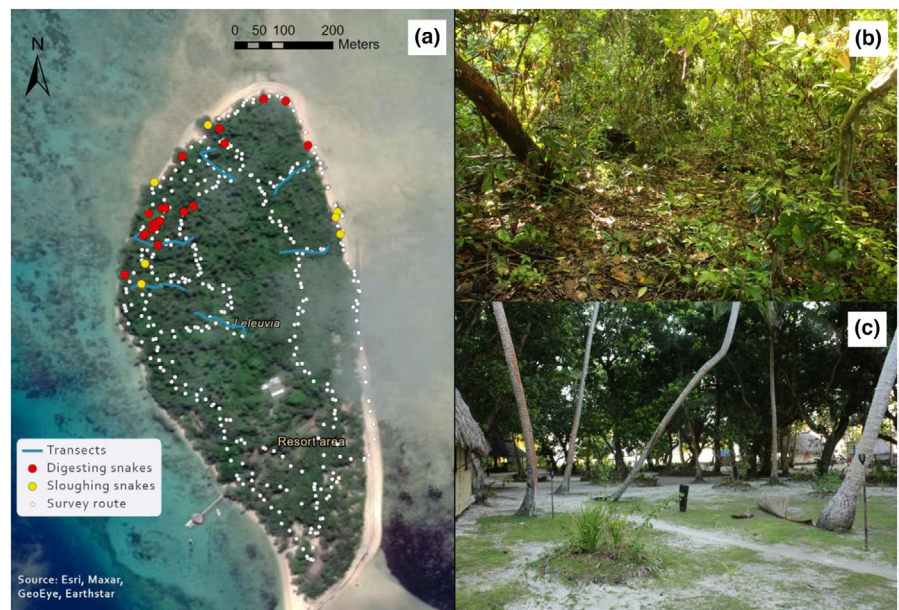 N
0 50 100 200
Meters
(a)
Leleuvia
Resort area
Transects
Digesting snakes
Sloughing snakes
Survey route
Source: Esri, Maxar,
GeoEye, Earthstar
(b)
(c)